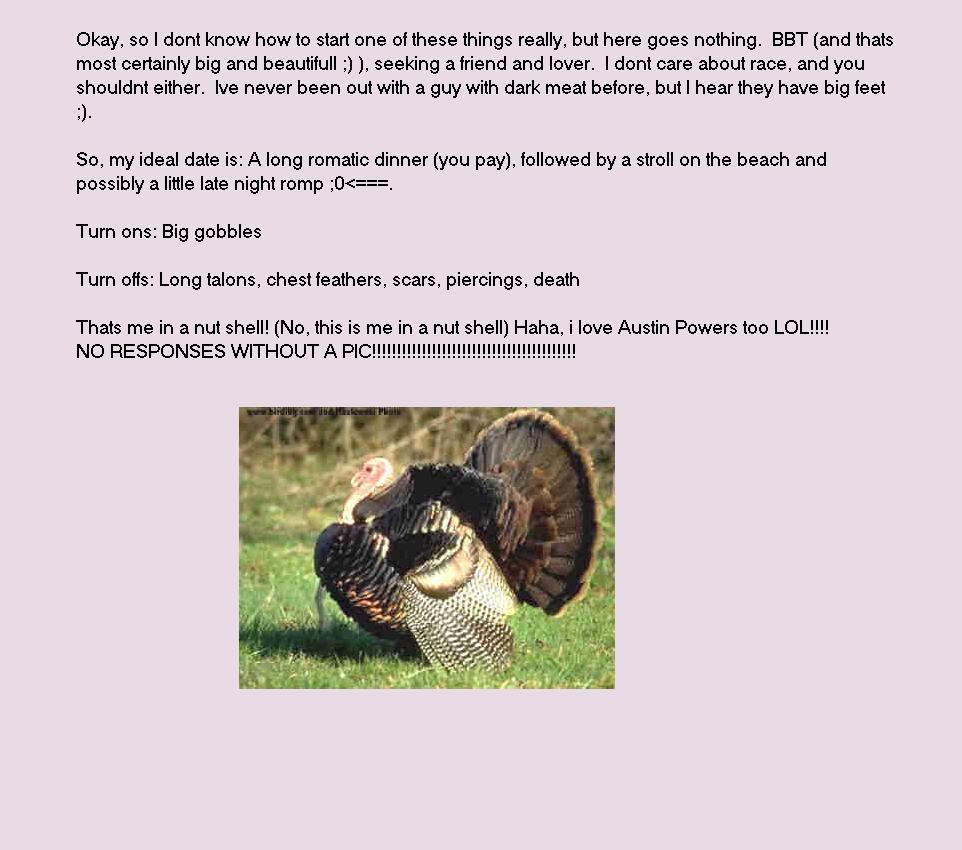 Okay, so I dont know how to start one of these things really, but here goes nothing.  BBT (and thats
most certainly big and beautifull ;) ), seeking a friend and lover.  I dont care about race, and you
shouldnt either.  Ive never been out with a guy with dark meat before, but I hear they have big feet
;).
So, my ideal date is: A long romatic dinner (you pay), followed by a stroll on the beach and
possibly a little late night romp ;0<===.
Turn ons: Big gobbles
Turn offs: Long talons, chest feathers, scars, piercings, death
Thats me in a nut shell! (No, this is me in a nut shell) Haha, i love Austin Powers too LOL!!!!
NO RESPONSES WITHOUT A PIC!!!!!!!!!!!!!!!!!!!!!!!!!!!!!!!!!!!!!!!!!
Photo